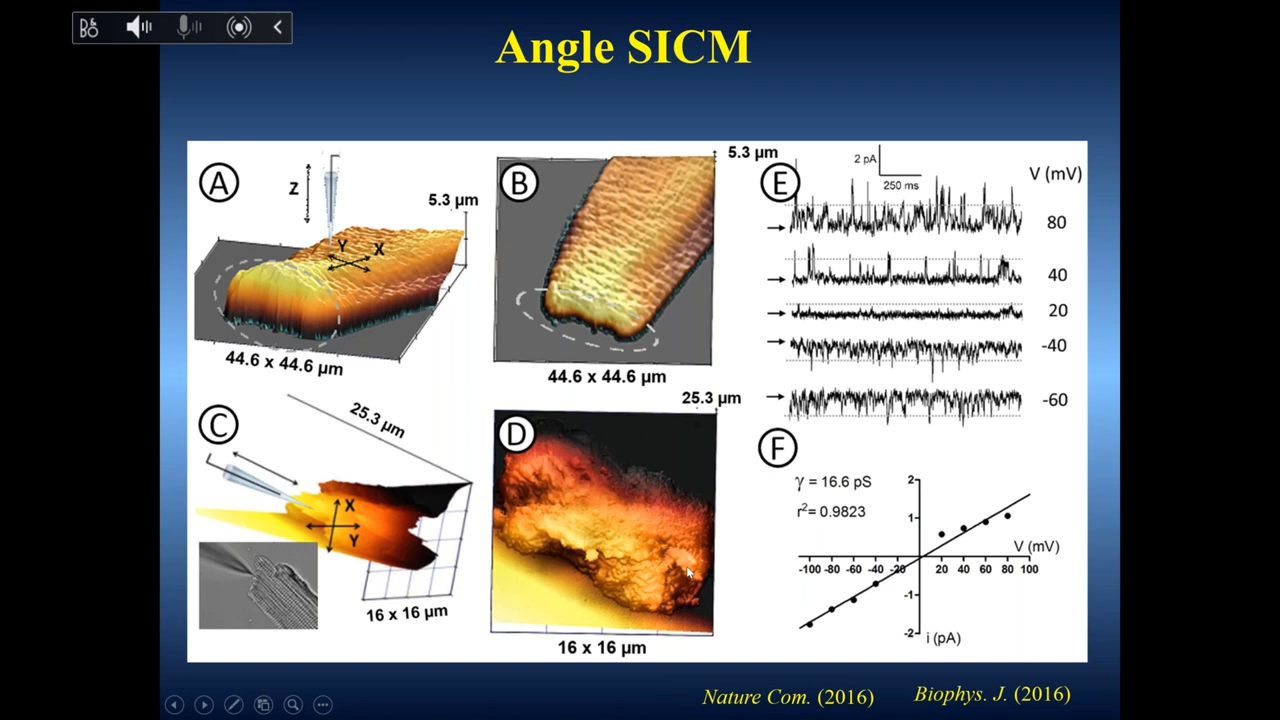 B&O
Angle SICM
A
Z
Y
X
5.3 µm
44.6 x 44.6 µm
B
5.3 µm
44.6 x 44.6 µm
C
25.3 µm
X
Y
16 x 16 µm
D
25.3 µm
16 x 16 µm
E
2 pA
250 ms
V (mV)
80
40
20
-40
-60
F
γ = 16.6 pS
r²= 0.9823
2
1
V (mV)
-100 -80 -60 -40 -20 20 40 60 80 100
-1
-2
i (pA)
Nature Com. (2016)
Biophys. J. (2016)